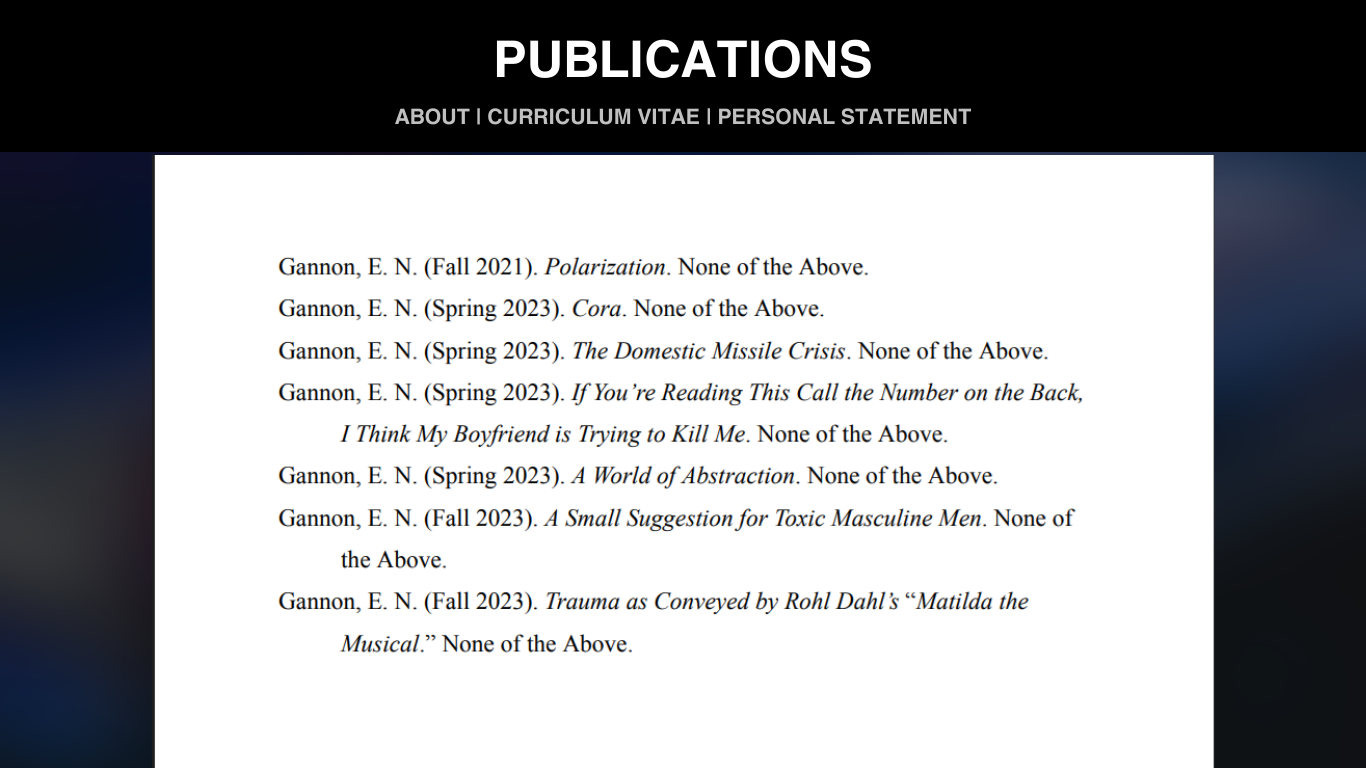 PUBLICATIONS
ABOUT | CURRICULUM VITAE | PERSONAL STATEMENT
Gannon, E. N. (Fall 2021). Polarization. None of the Above.
Gannon, E. N. (Spring 2023). Cora. None of the Above.
Gannon, E. N. (Spring 2023). The Domestic Missile Crisis. None of the Above.
Gannon, E. N. (Spring 2023). If You’re Reading This Call the Number on the Back,
I Think My Boyfriend is Trying to Kill Me. None of the Above.
Gannon, E. N. (Spring 2023). A World of Abstraction. None of the Above.
Gannon, E. N. (Fall 2023). A Small Suggestion for Toxic Masculine Men. None of
the Above.
Gannon, E. N. (Fall 2023). Trauma as Conveyed by Rohl Dahl’s “Matilda the
Musical.” None of the Above.